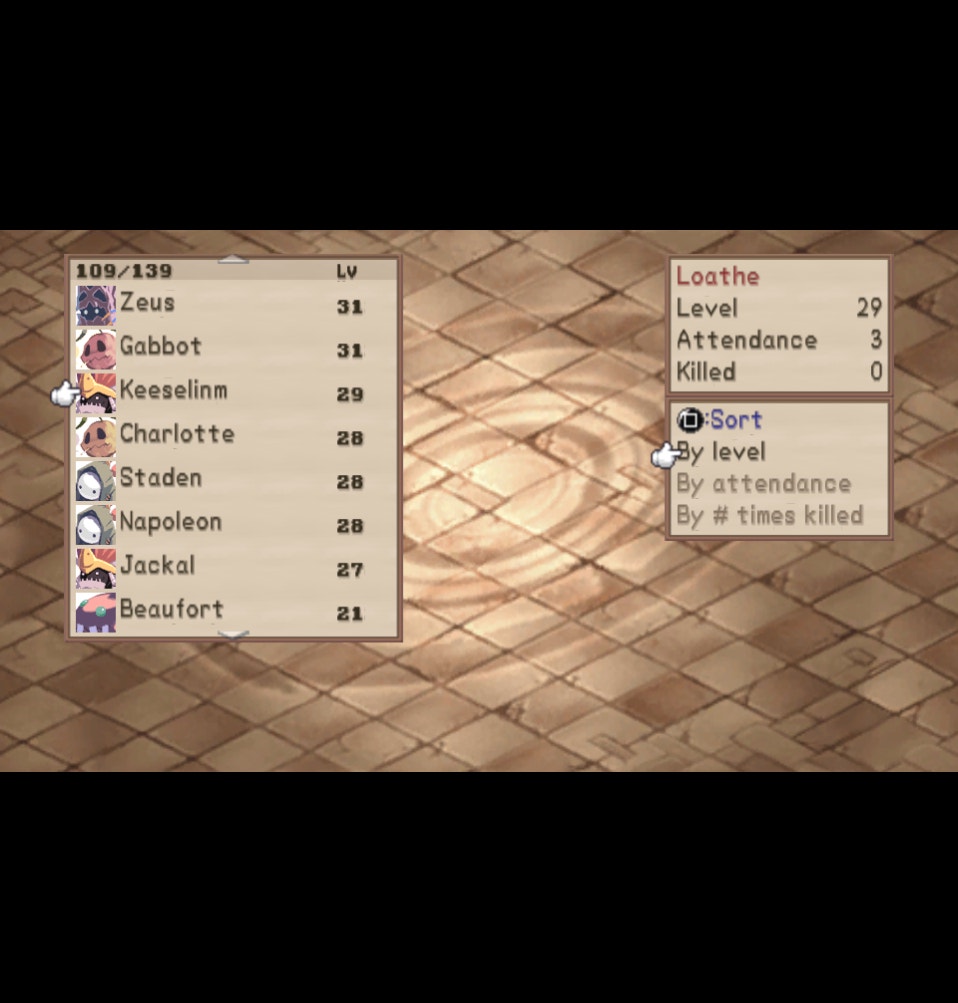 109/139 Lv
Zeus 31
Gabbot 31
Keeselinm 29
Charlotte 28
Staden 28
Napoleon 28
Jackal 27
Beaufort 21
Loathe
Level 29
Attendance 3
Killed 0
:Sort
By level
By attendance
By # times killed